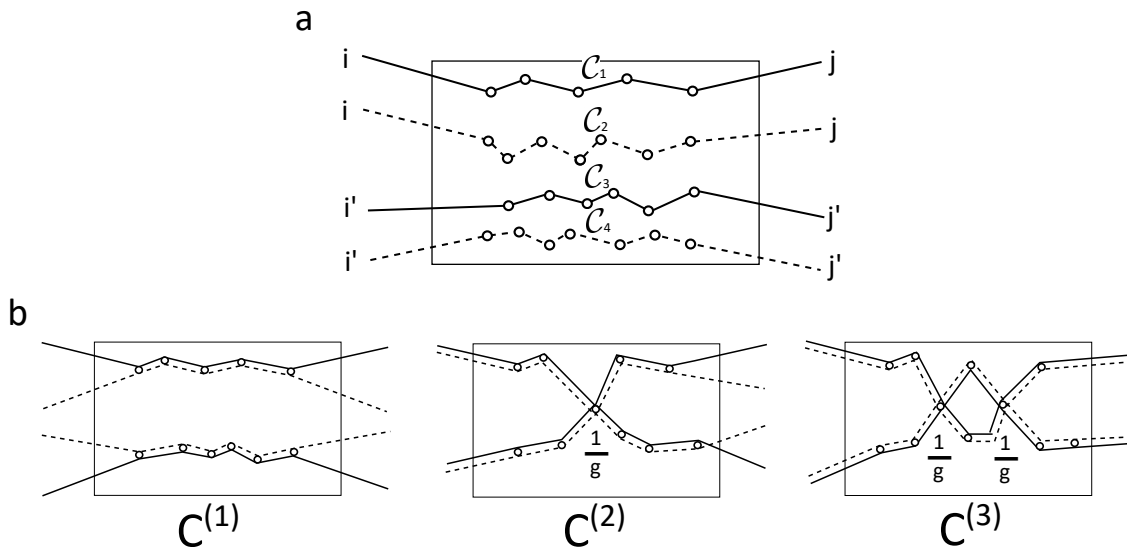 a
i
𝒞₁
j
i
𝒞₂
j
i'
𝒞₃
j'
i'
𝒞₄
j'
b
1
g
1
g
1
g
C⁽¹⁾ C⁽²⁾ C⁽³⁾